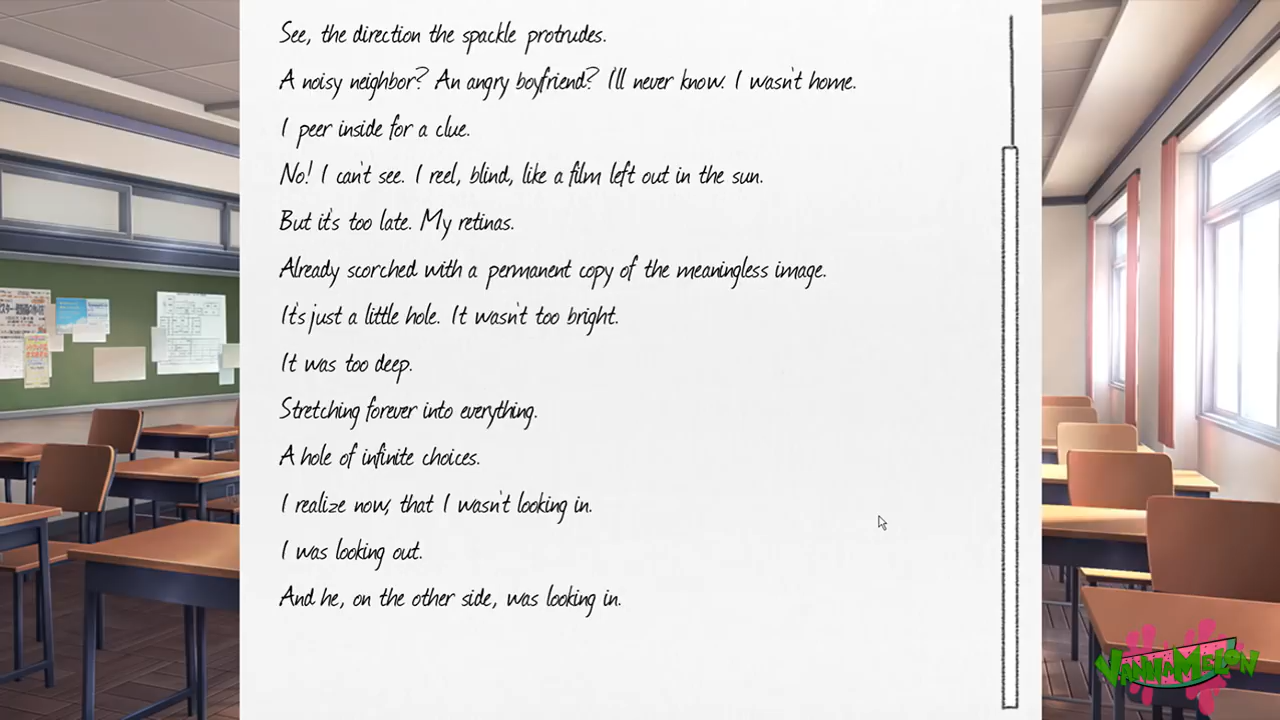 See, the direction the spackle protrudes.
A noisy neighbor? An angry boyfriend? I'll never know. I wasn't home.
I peer inside for a clue.
No! I can't see. I reel, blind, like a film left out in the sun.
But it's too late. My retinas.
Already scorched with a permanent copy of the meaningless image.
It's just a little hole. It wasn't too bright.
It was too deep.
Stretching forever into everything.
A hole of infinite choices.
I realize now, that I wasn't looking in.
I was looking out.
And he, on the other side, was looking in.
VANNAMELON